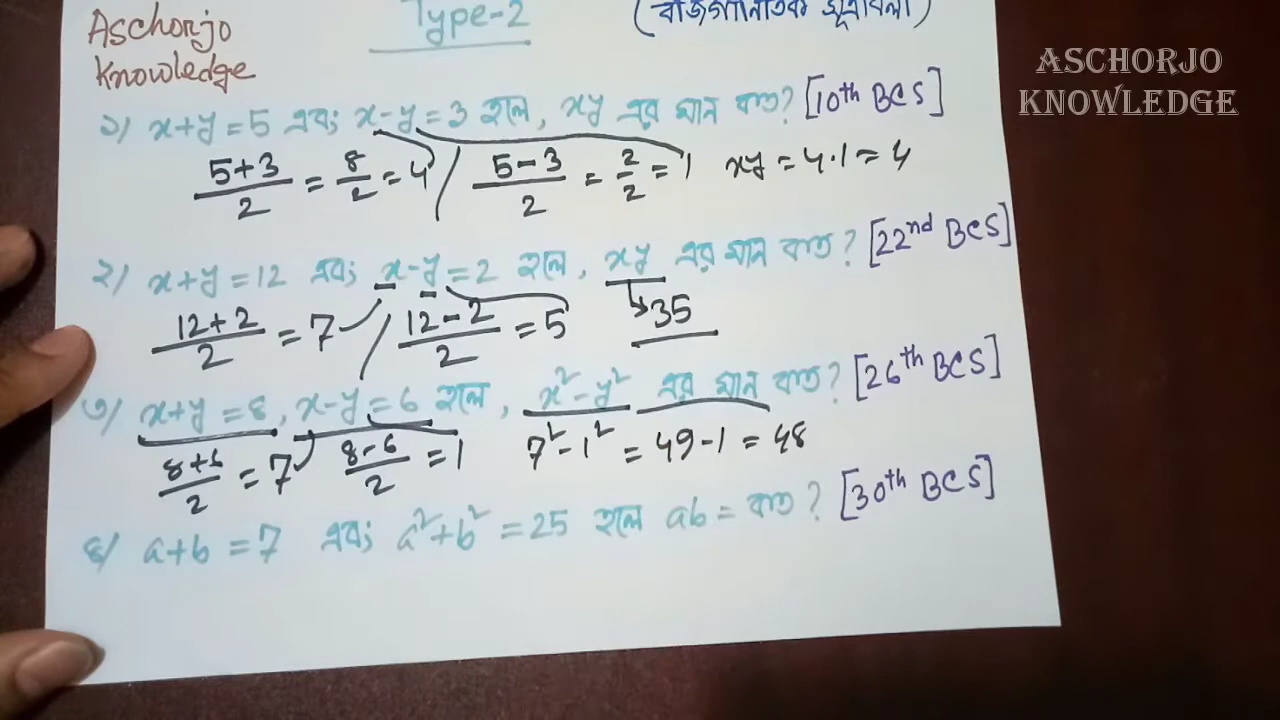 Aschorjo
Knowledge
Type-2
(বীজগাণিতিক সূত্রাবলী)
ASCHORJO
KNOWLEDGE
১) x+y=5 এবং x-y=3 হলে, xy এর মান কত? [10th BCS]
5+3/2 = 8/2 = 4 / 5-3/2 = 2/2 = 1 xy = 4·1 = 4
২) x+y=12 এবং x-y=2 হলে, xy এর মান কত? [22nd BCS]
12+2/2 = 7 / 12-2/2 = 5 35
৩) x+y=8, x-y=6 হলে, x²-y² এর মান কত? [26th BCS]
8+6/2 = 7 8-6/2 = 1 7²-1² = 49-1 = 48
৪) a+b=7 এবং a²+b²=25 হলে ab= কত? [30th BCS]